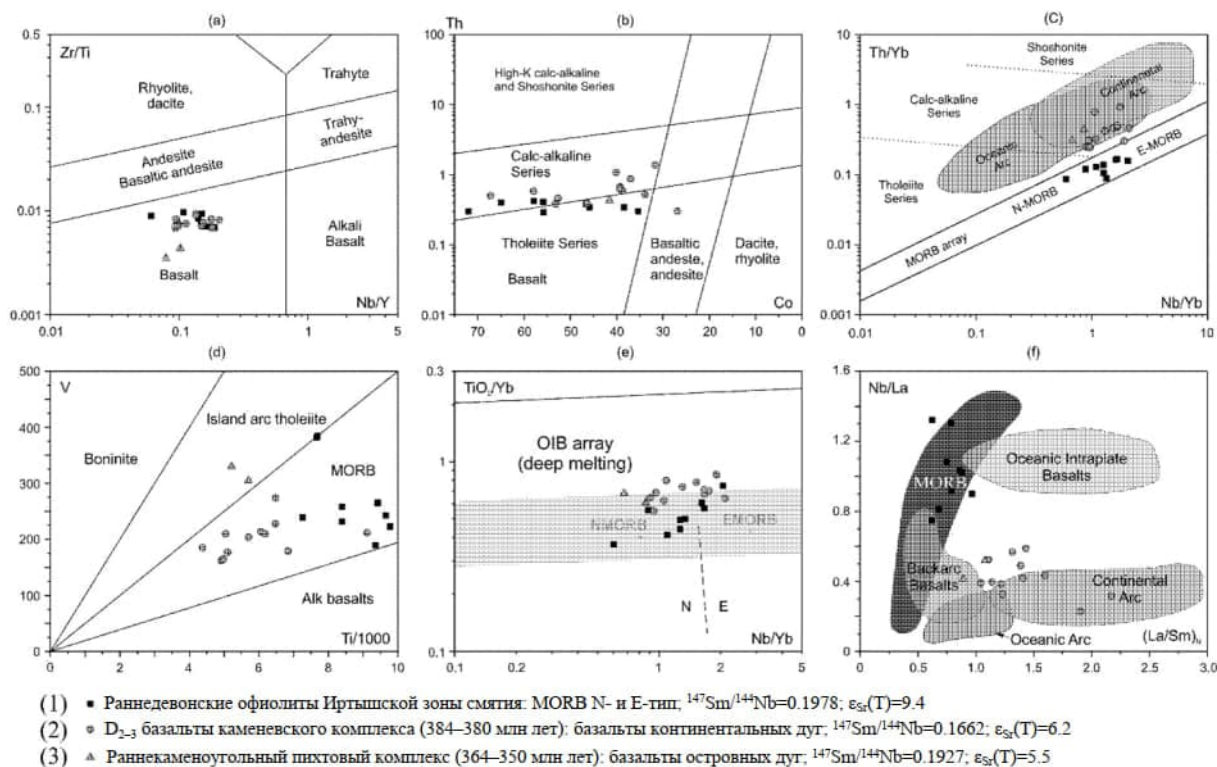 (a)
Zr/Ti
0.5
0.1
0.01
0.001
Rhyolite,
dacite
Trahyte
Trahy-
andesite
Andesite
Basaltic andesite
Alkali
Basalt
Basalt
Nb/Y
0.01
0.1
1
5
(b)
Th
100
10
1
0.1
0.01
High-K calc-alkaline
and Shoshonite Series
Calc-alkaline
Series
Tholeiite Series
Basalt
Basaltic
andeste,
andesite
Dacite,
rhyolite
Co
70 60 50 40 30 20 10 0
(C)
Th/Yb
10
1
0.1
0.01
0.001
Shoshonite
Series
Continental
Arc
Calc-alkaline
Series
Oceanic
Arc
Tholeiite
Series
E-MORB
N-MORB
MORB array
Nb/Yb
0.01 0.1 1 10
(d)
V
500
400
300
200
100
0
Island arc tholeiite
Boninite
MORB
Alk basalts
Ti/1000
0 2 4 6 8 10
(e)
TiO2/Yb
0.3
1
0.1
OIB array
(deep melting)
NMORB
EMORB
N E
Nb/Yb
0.1 0.2 1 2 5
(f)
Nb/La
1.6
1.2
0.8
0.4
0
MORB
Oceanic Intraplate
Basalts
Backarc
Basalts
Continental
Arc
Oceanic Arc
(La/Sm)N
0 0.5 1.0 1.5 2.0 2.5 3.0
(1) ■ Раннедевонские офиолиты Иртышской зоны смятия: MORB N- и E-тип; ¹⁴⁷Sm/¹⁴⁴Nb=0.1978; εSr(T)=9.4
(2) D₂₋₃ базальты каменевского комплекса (384–380 млн лет): базальты континентальных дуг; ¹⁴⁷Sm/¹⁴⁴Nb=0.1662; εSr(T)=6.2
(3) Раннекаменоугольный пихтовый комплекс (364–350 млн лет): базальты островных дуг; ¹⁴⁷Sm/¹⁴⁴Nb=0.1927; εSr(T)=5.5